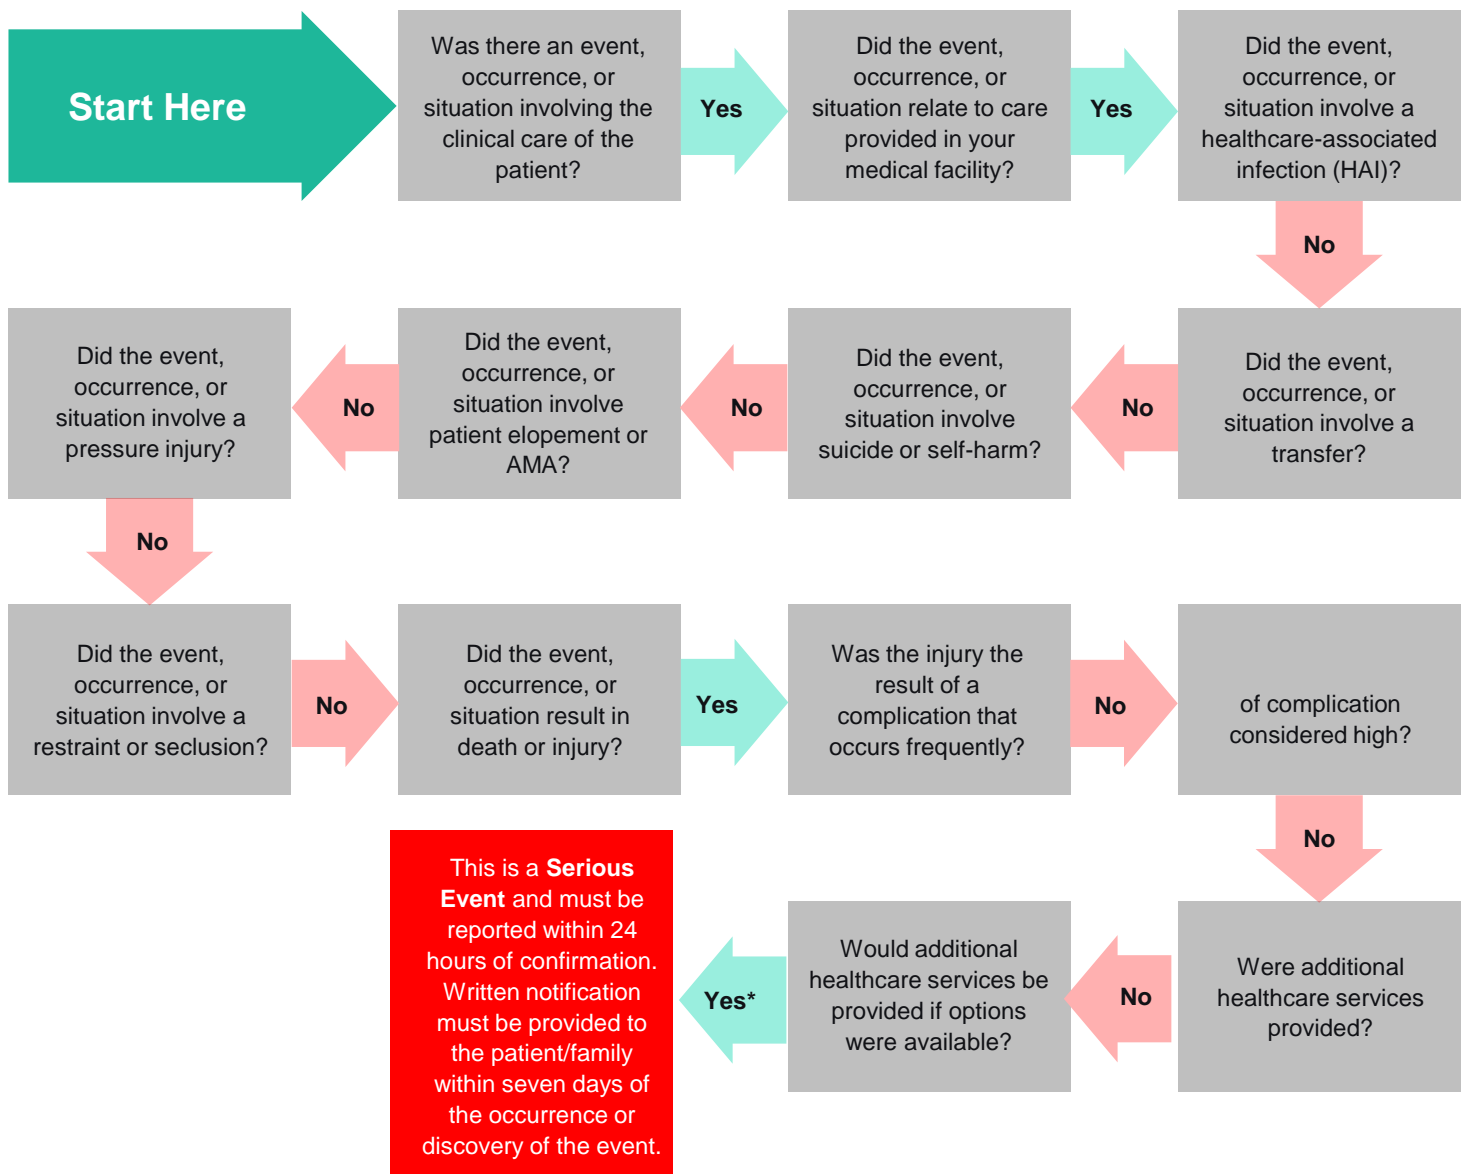 Start Here
Was there an event,
occurrence, or
situation involving the
clinical care of the
patient?
Yes
Did the event,
occurrence, or
situation relate to care
provided in your
medical facility?
Yes
Did the event,
occurrence, or
situation involve a
healthcare-associated
infection (HAI)?
No
Did the event,
occurrence, or
situation involve a
transfer?
No
Did the event,
occurrence, or
situation involve
suicide or self-harm?
No
Did the event,
occurrence, or
situation involve
patient elopement or
AMA?
No
Did the event,
occurrence, or
situation involve a
pressure injury?
No
Did the event,
occurrence, or
situation involve a
restraint or seclusion?
No
Did the event,
occurrence, or
situation result in
death or injury?
Yes
Was the injury the
result of a
complication that
occurs frequently?
No
of complication
considered high?
No
Were additional
healthcare services
provided?
No
Would additional
healthcare services be
provided if options
were available?
Yes*
This is a Serious
Event and must be
reported within 24
hours of confirmation.
Written notification
must be provided to
the patient/family
within seven days of
the occurrence or
discovery of the event.